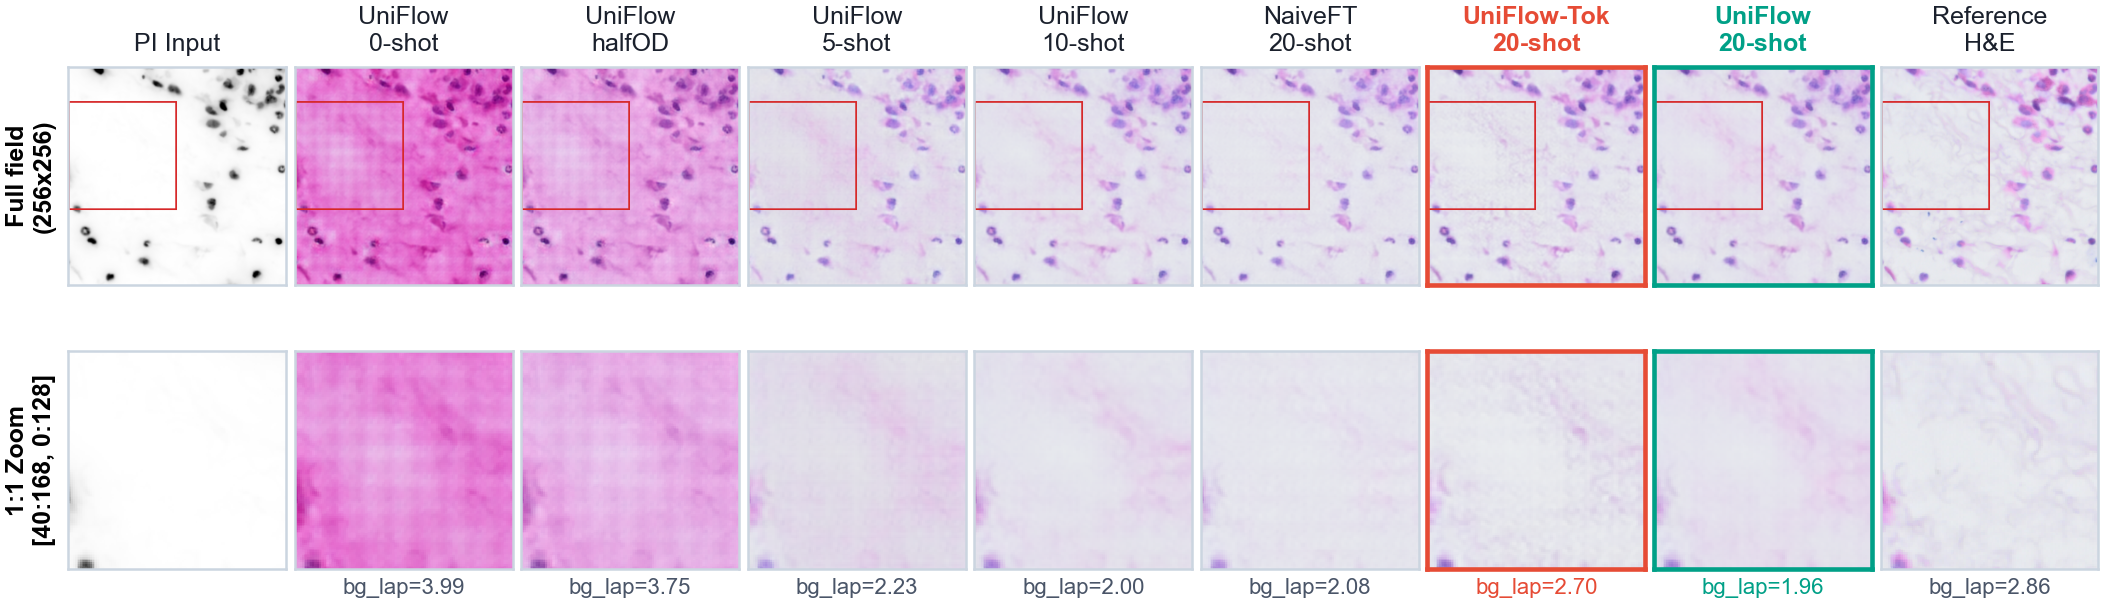 PI Input
UniFlow
0-shot
UniFlow
halfOD
UniFlow
5-shot
UniFlow
10-shot
NaiveFT
20-shot
UniFlow-Tok
20-shot
UniFlow
20-shot
Reference
H&E
Full field
(256x256)
1:1 Zoom
[40:168, 0:128]
bg_lap=3.99
bg_lap=3.75
bg_lap=2.23
bg_lap=2.00
bg_lap=2.08
bg_lap=2.70
bg_lap=1.96
bg_lap=2.86